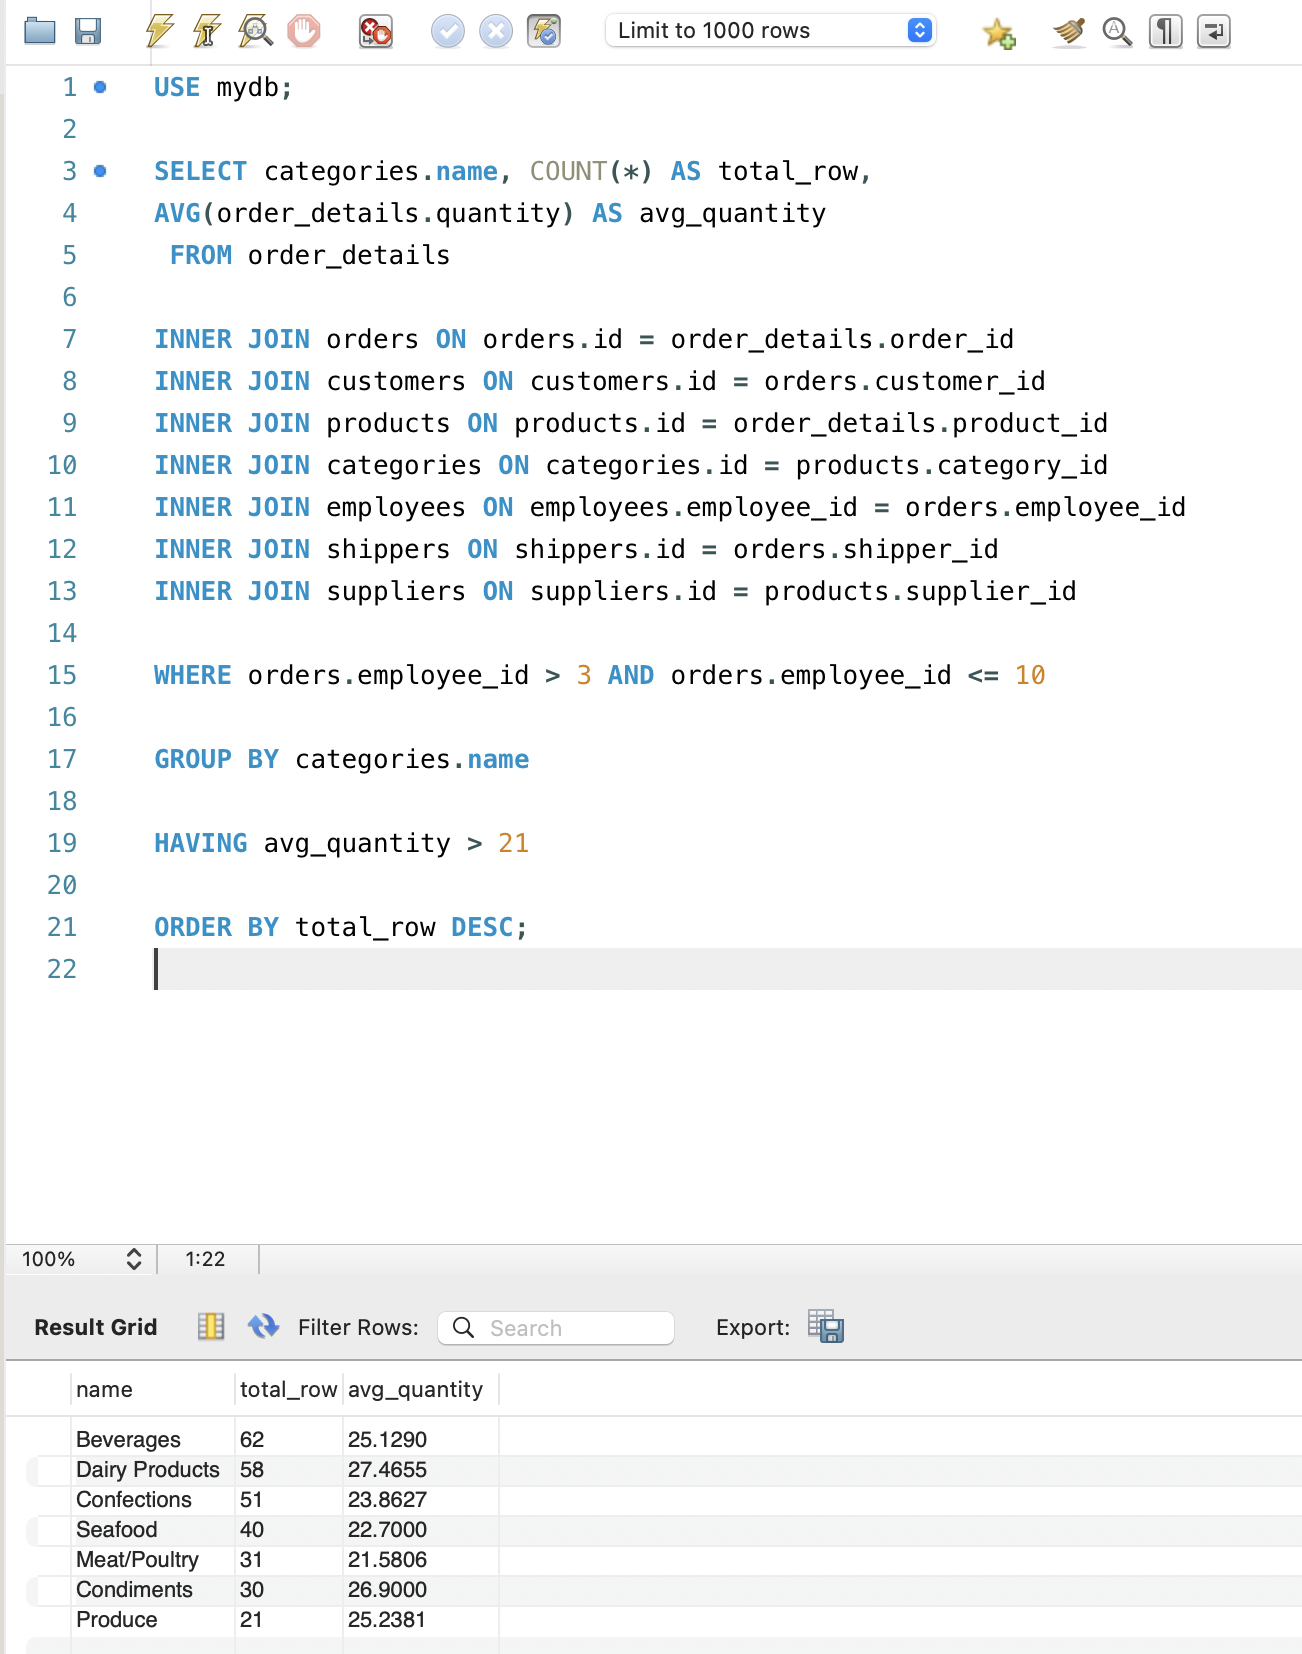 Limit to 1000 rows
1 USE mydb;
2
3 SELECT categories.name, COUNT(*) AS total_row,
4 AVG(order_details.quantity) AS avg_quantity
5 FROM order_details
6
7 INNER JOIN orders ON orders.id = order_details.order_id
8 INNER JOIN customers ON customers.id = orders.customer_id
9 INNER JOIN products ON products.id = order_details.product_id
10 INNER JOIN categories ON categories.id = products.category_id
11 INNER JOIN employees ON employees.employee_id = orders.employee_id
12 INNER JOIN shippers ON shippers.id = orders.shipper_id
13 INNER JOIN suppliers ON suppliers.id = products.supplier_id
14
15 WHERE orders.employee_id > 3 AND orders.employee_id <= 10
16
17 GROUP BY categories.name
18
19 HAVING avg_quantity > 21
20
21 ORDER BY total_row DESC;
22
100% 1:22
Result Grid Filter Rows: Search Export:
name total_row avg_quantity
Beverages 62 25.1290
Dairy Products 58 27.4655
Confections 51 23.8627
Seafood 40 22.7000
Meat/Poultry 31 21.5806
Condiments 30 26.9000
Produce 21 25.2381